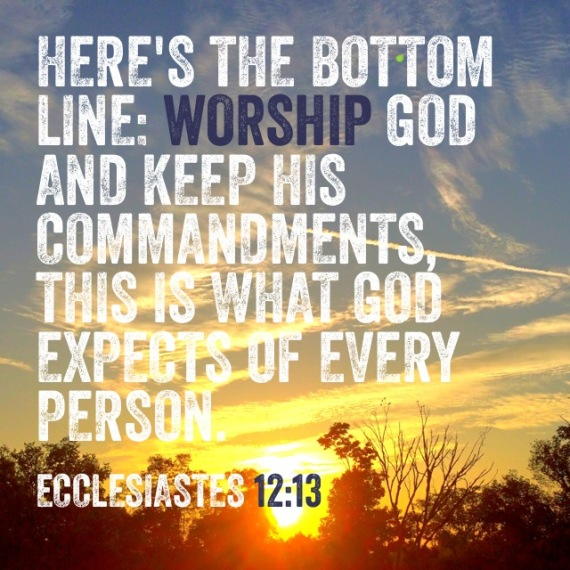 HERE'S THE BOTTOM
LINE: WORSHIP GOD
AND KEEP HIS
COMMANDMENTS,
THIS IS WHAT GOD
EXPECTS OF EVERY
PERSON.
ECCLESIASTES 12:13